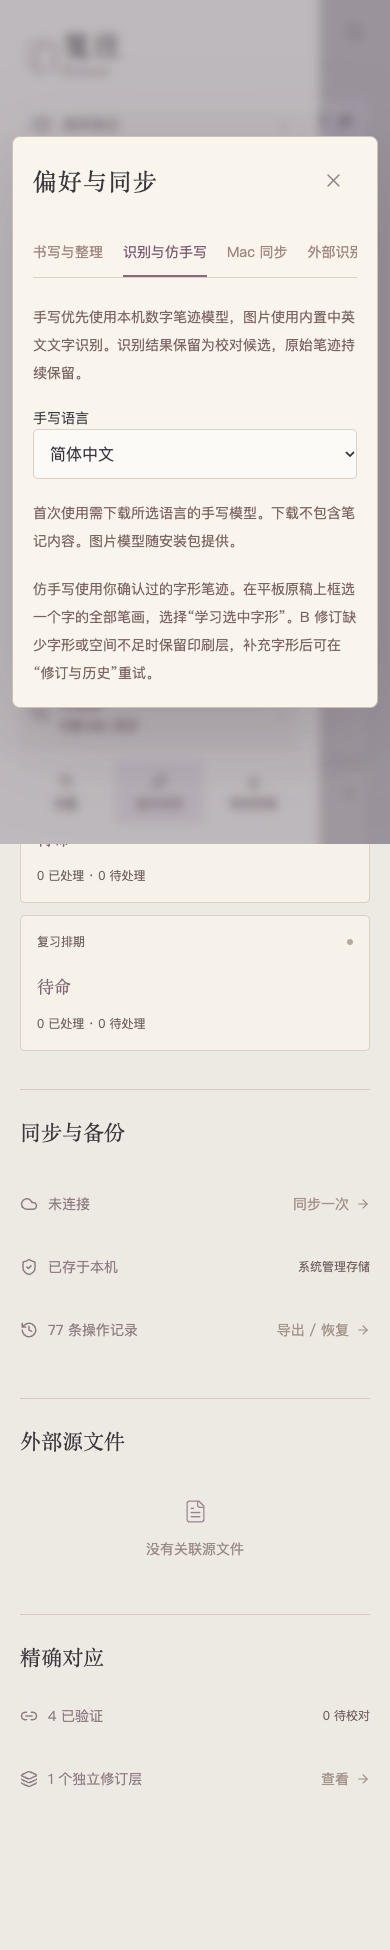 偏好与同步
书写与整理 识别与仿手写 Mac 同步 外部识别
手写优先使用本机数字笔迹模型，图片使用内置中英
文文字识别。识别结果保留为校对候选，原始笔迹持
续保留。
手写语言
简体中文
首次使用需下载所选语言的手写模型。下载不包含笔
记内容。图片模型随安装包提供。
仿手写使用你确认过的字形笔迹。在平板原稿上框选
一个字的全部笔画，选择“学习选中字形”。B 修订缺
少字形或空间不足时保留印刷层，补充字形后可在
“修订与历史”重试。
0 已处理 · 0 待处理
复习排期
待命
0 已处理 · 0 待处理
同步与备份
未连接 同步一次 →
已存于本机 系统管理存储
77 条操作记录 导出 / 恢复 →
外部源文件
没有关联源文件
精确对应
4 已验证 0 待校对
1 个独立修订层 查看 →